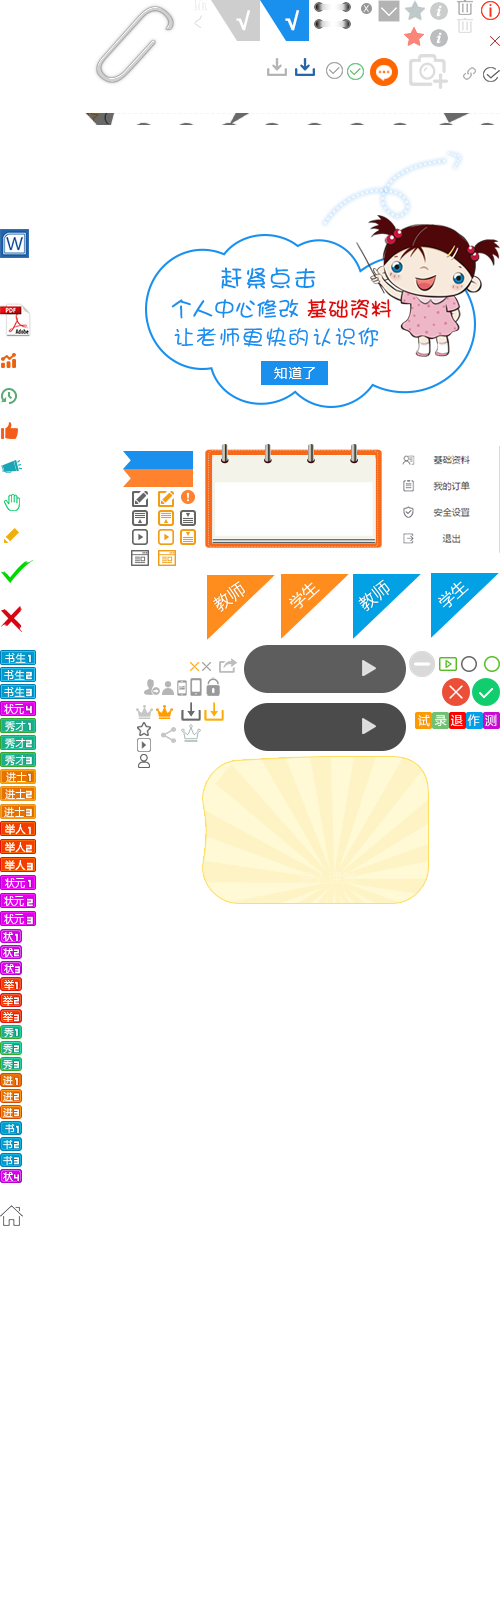 W
赶紧点击
个人中心修改 基础资料
让老师更快的认识你
知道了
PDF
Adobe
基础资料
我的订单
安全设置
退出
教师
学生
教师
学生
书生1
书生2
书生3
状元4
秀才1
秀才2
秀才3
进士1
进士2
进士3
举人1
举人2
举人3
状元1
状元2
状元3
试 录 退 作 测
状1
状2
状3
举1
举2
举3
秀1
秀2
秀3
进1
进2
进3
书1
书2
书3
状4